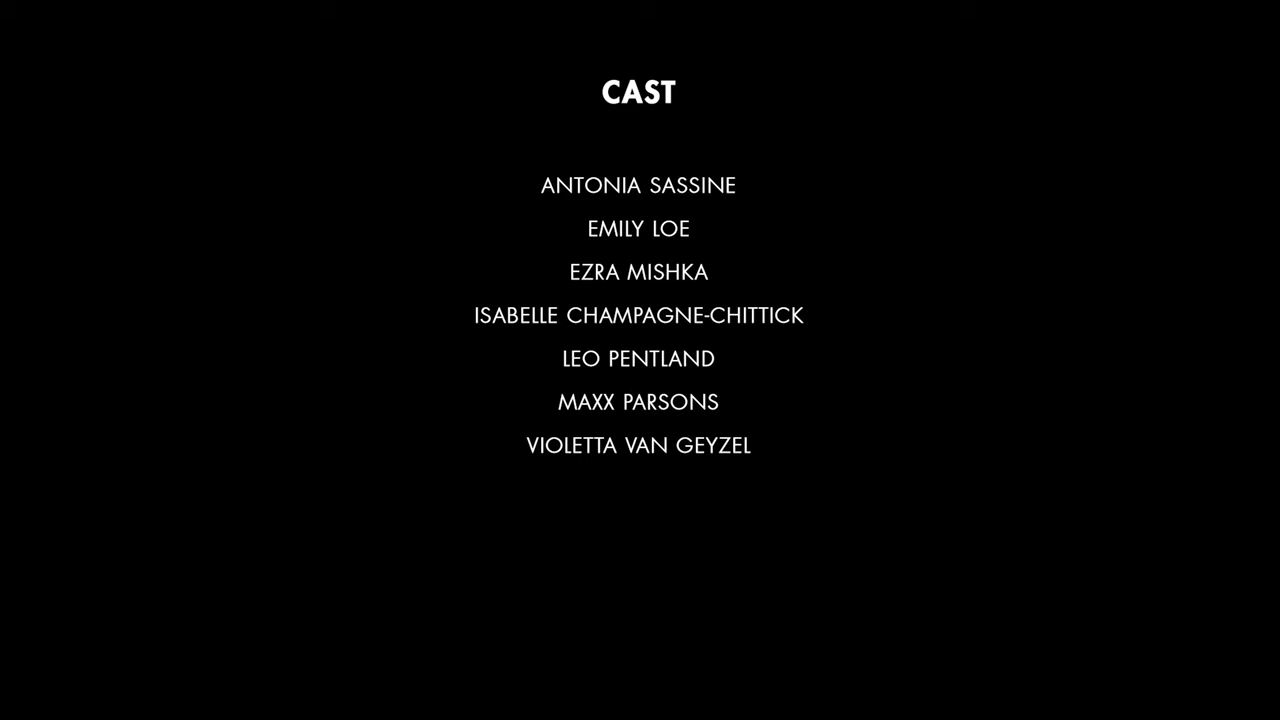 CAST
ANTONIA SASSINE
EMILY LOE
EZRA MISHKA
ISABELLE CHAMPAGNE-CHITTICK
LEO PENTLAND
MAXX PARSONS
VIOLETTA VAN GEYZEL